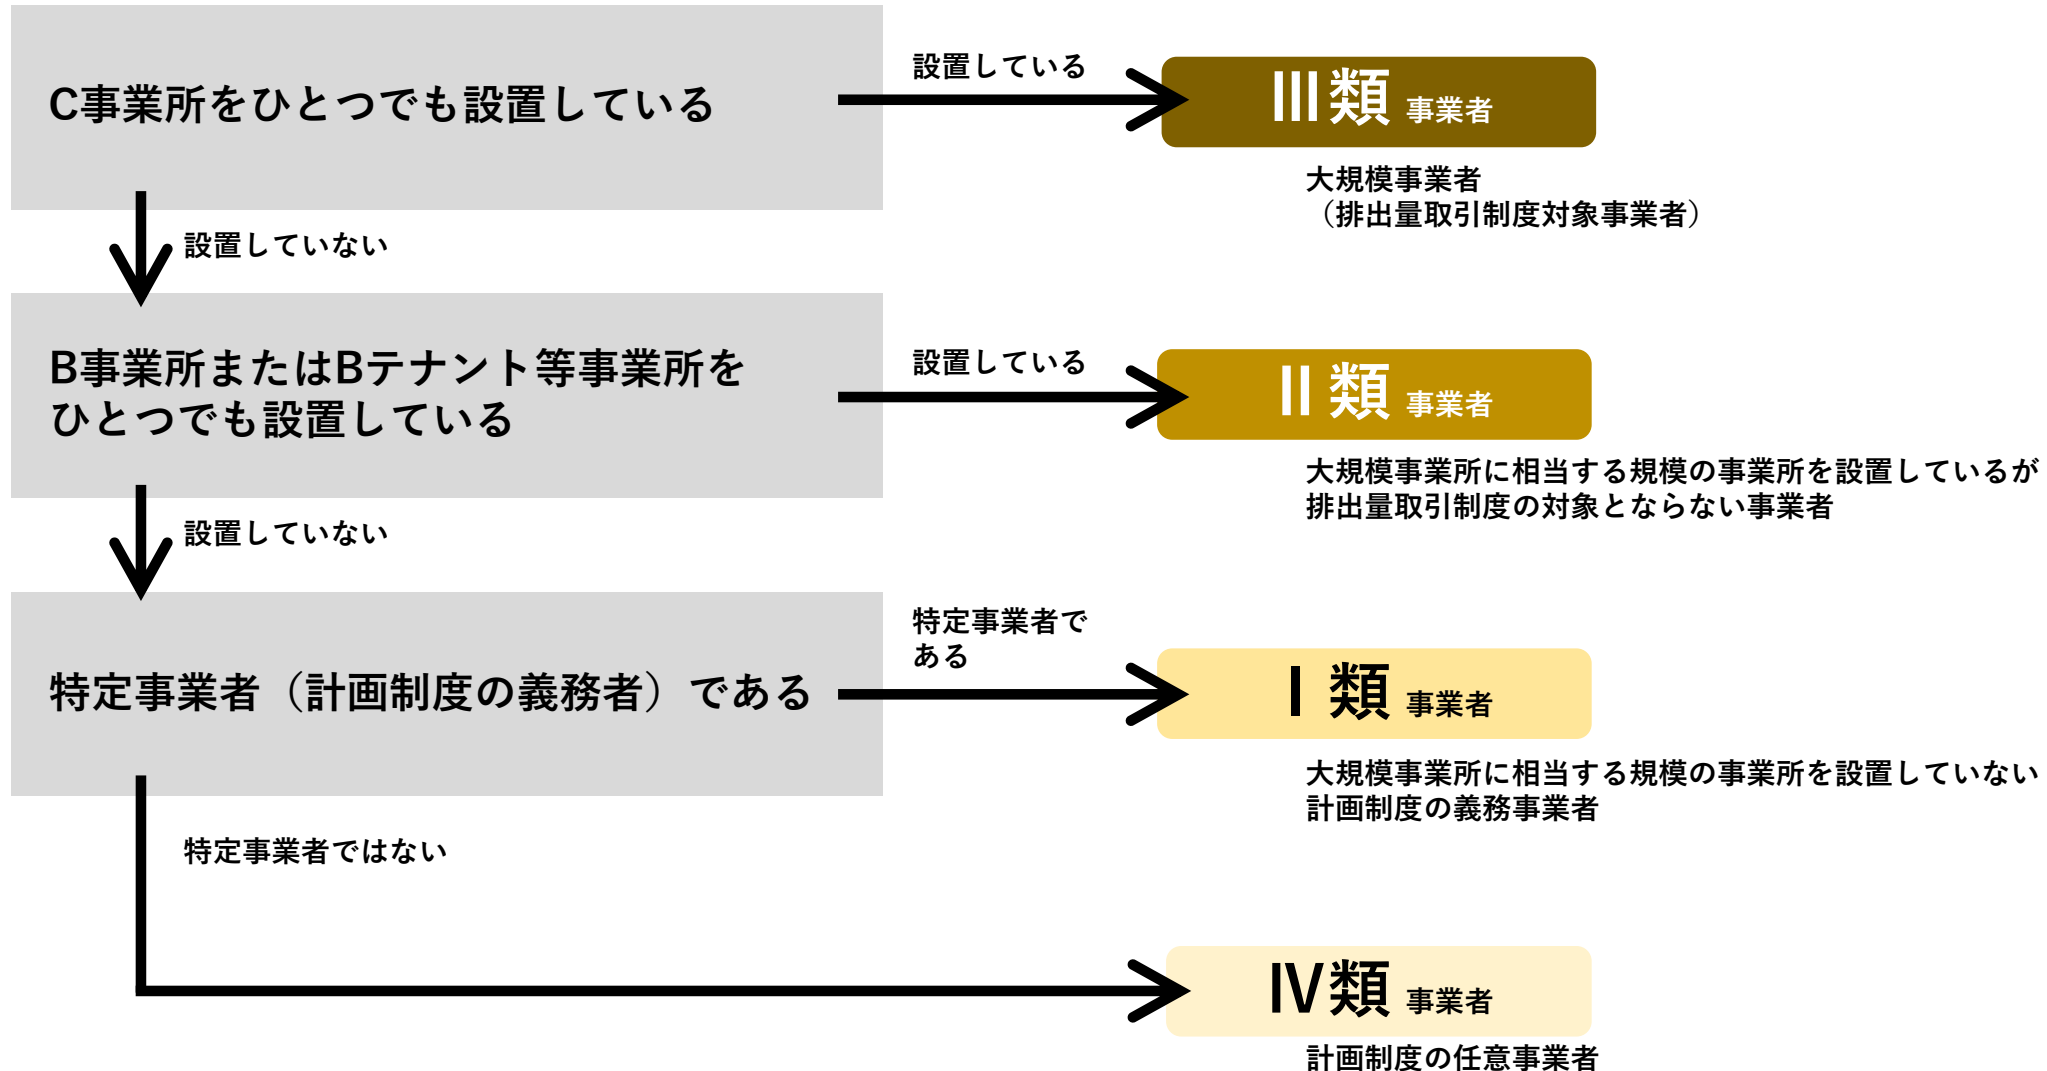 C事業所をひとつでも設置している
設置している
Ⅲ類 事業者
大規模事業者
（排出量取引制度対象事業者）
設置していない
B事業所またはBテナント等事業所を
ひとつでも設置している
設置している
Ⅱ類 事業者
大規模事業所に相当する規模の事業所を設置しているが
排出量取引制度の対象とならない事業者
設置していない
特定事業者（計画制度の義務者）である
特定事業者で
ある
Ⅰ類 事業者
大規模事業所に相当する規模の事業所を設置していない
計画制度の義務事業者
特定事業者ではない
Ⅳ類 事業者
計画制度の任意事業者